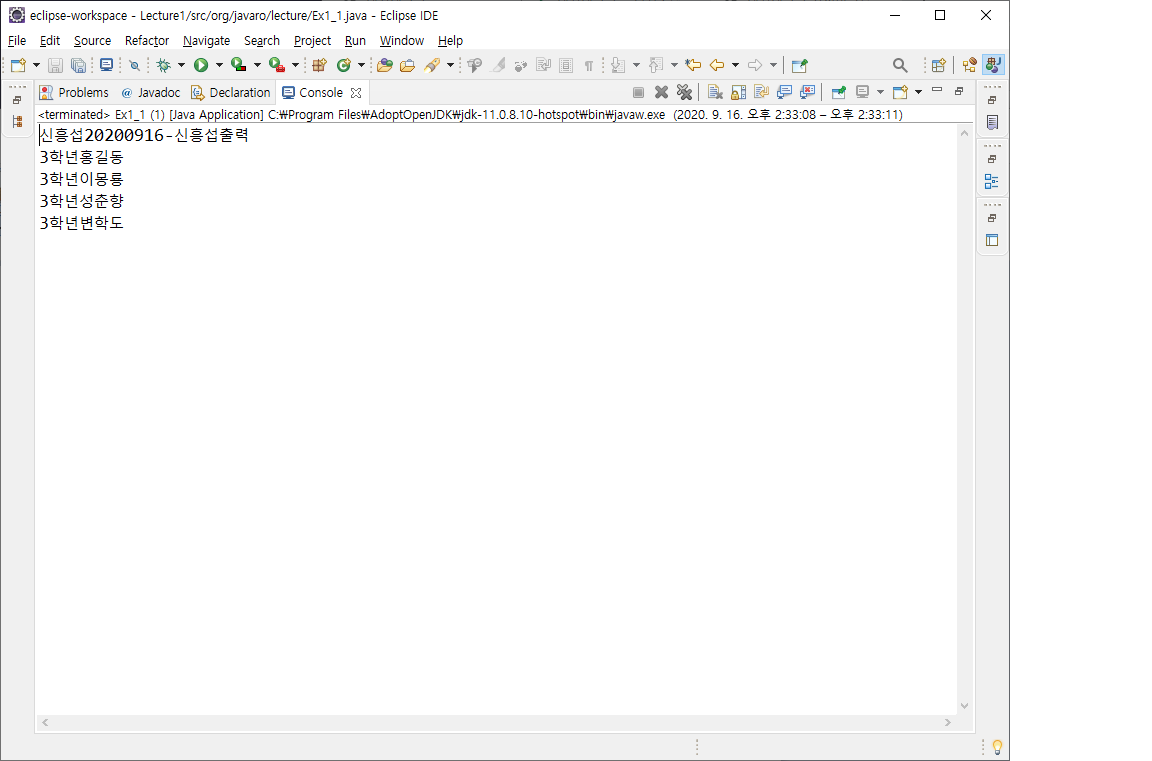 eclipse-workspace - Lecture1/src/org/javaro/lecture/Ex1_1.java - Eclipse IDE
File Edit Source Refactor Navigate Search Project Run Window Help
Problems @ Javadoc Declaration Console
<terminated> Ex1_1 (1) [Java Application] C:₩Program Files₩AdoptOpenJDK₩jdk-11.0.8.10-hotspot₩bin₩javaw.exe (2020. 9. 16. 오후 2:33:08 – 오후 2:33:11)
신흥섭20200916-신흥섭출력
3학년홍길동
3학년이몽룡
3학년성춘향
3학년변학도